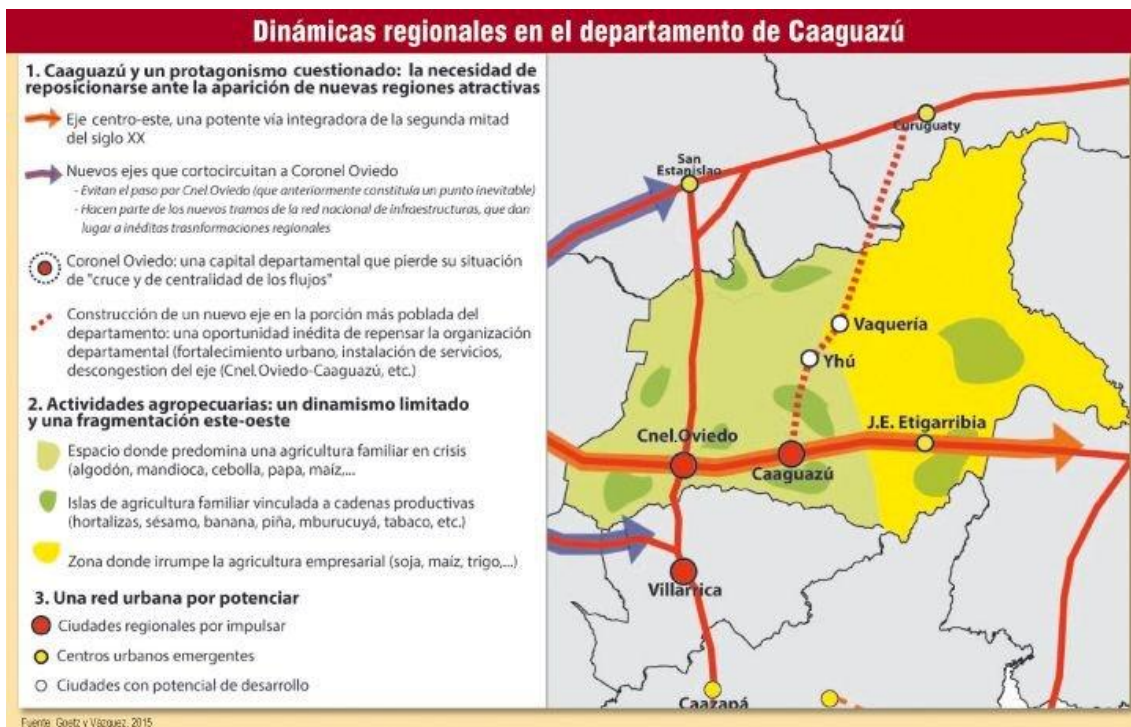 Dinámicas regionales en el departamento de Caaguazú
1. Caaguazú y un protagonismo cuestionado: la necesidad de
reposicionarse ante la aparición de nuevas regiones atractivas
Eje centro-este, una potente vía integradora de la segunda mitad
del siglo XX
Nuevos ejes que cortocircuitan a Coronel Oviedo
- Evitan el paso por Cnel.Oviedo (que anteriormente constituía un punto inevitable)
- Hacen parte de los nuevos tramos de la red nacional de infraestructuras, que dan
lugar a inéditas trasnformaciones regionales
Coronel Oviedo: una capital departamental que pierde su situación
de "cruce y de centralidad de los flujos"
Construcción de un nuevo eje en la porción más poblada del
departamento: una oportunidad inédita de repensar la organización
departamental (fortalecimiento urbano, instalación de servicios,
descongestion del eje (Cnel.Oviedo-Caaguazú, etc.)
2. Actividades agropecuarias: un dinamismo limitado
y una fragmentación este-oeste
Espacio donde predomina una agricultura familiar en crisis
(algodón, mandioca, cebolla, papa, maíz,...
Islas de agricultura familiar vinculada a cadenas productivas
(hortalizas, sésamo, banana, piña, mburucuyá, tabaco, etc.)
Zona donde irrumpe la agricultura empresarial (soja, maíz, trigo,...)
3. Una red urbana por potenciar
Ciudades regionales por impulsar
Centros urbanos emergentes
Ciudades con potencial de desarrollo
Fuente: Goetz y Vázquez, 2015
Curuguaty
San
Estanislao
Vaquería
Yhú
J.E. Etigarribia
Cnel.Oviedo
Caaguazú
Villarrica
Caazapá